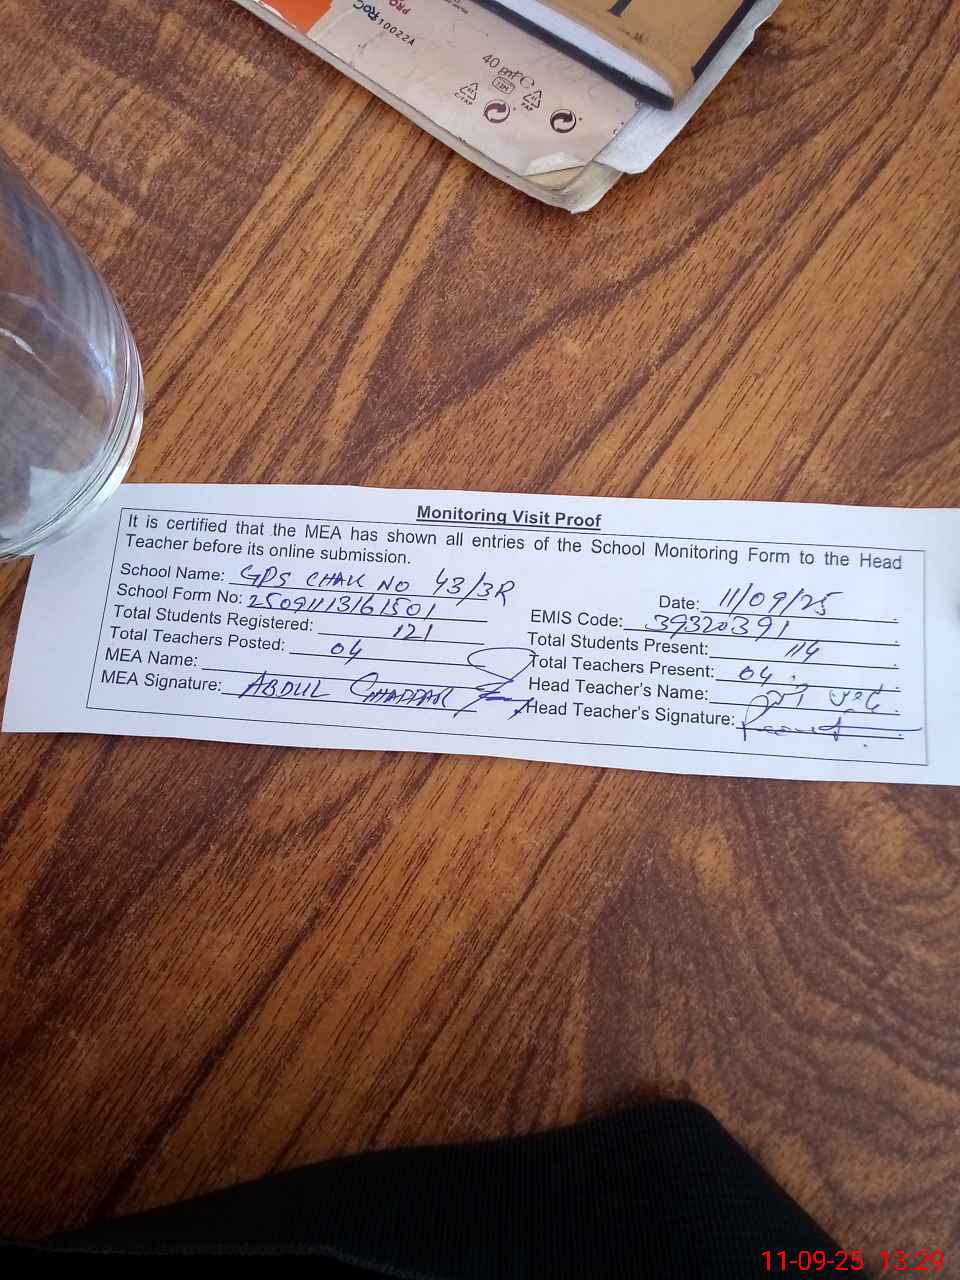 10022A
40
C/PAP
PAP
Monitoring Visit Proof
It is certified that the MEA has shown all entries of the School Monitoring Form to the Head
Teacher before its online submission.
School Name: GPS CHAK NO 43/3R
Date: 11/09/25
School Form No: 25091113161501
EMIS Code: 39320391
Total Students Registered: 121
Total Students Present: 114
Total Teachers Posted: 04
Total Teachers Present: 04
MEA Name:
Head Teacher's Name:
MEA Signature: ABDUL GHAFFAR
Head Teacher's Signature:
11-09-25 13:29